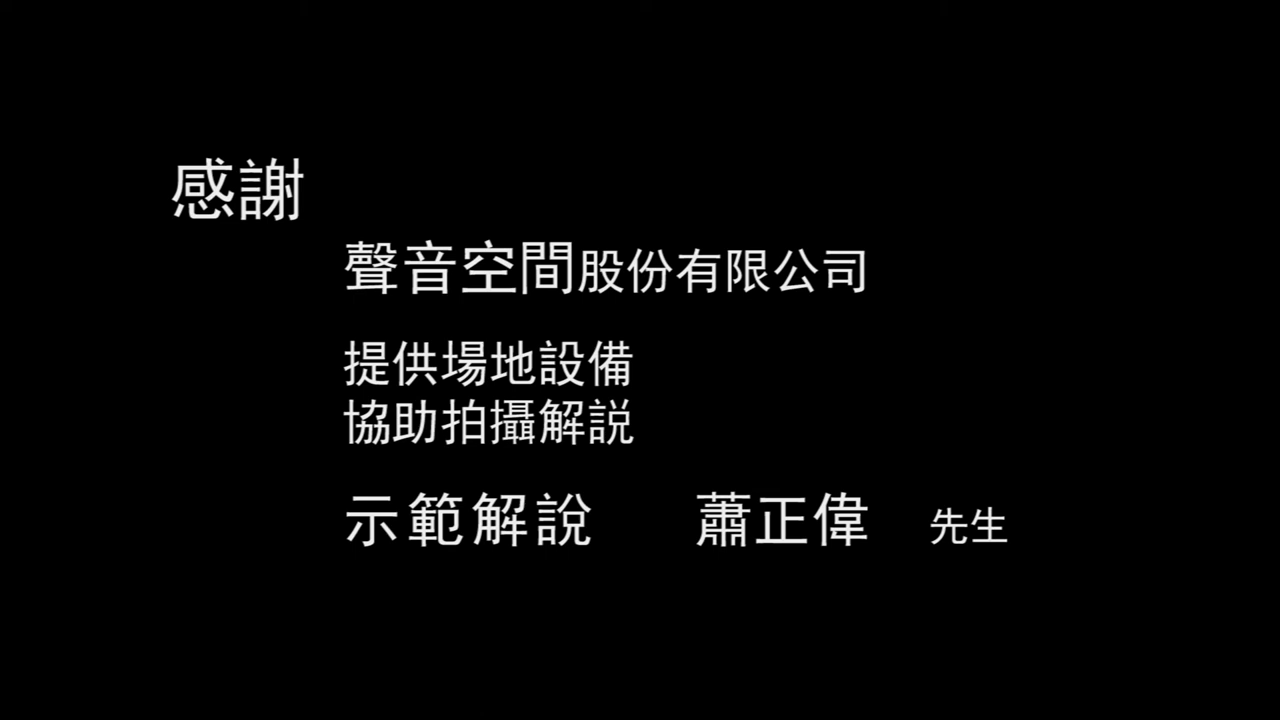 感謝
聲音空間股份有限公司
提供場地設備
協助拍攝解説
示範解說 蕭正偉 先生